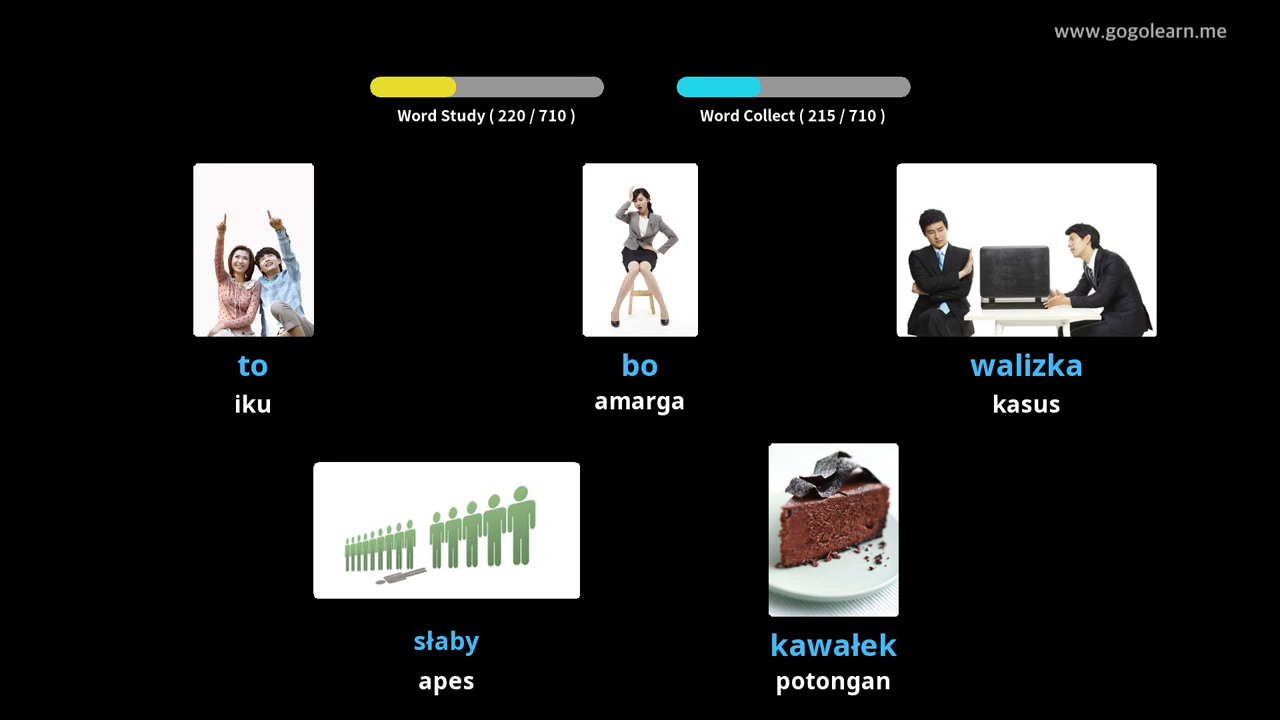 www.gogolearn.me
Word Study ( 220 / 710 )
Word Collect ( 215 / 710 )
to
iku
bo
amarga
walizka
kasus
słaby
apes
kawałek
potongan